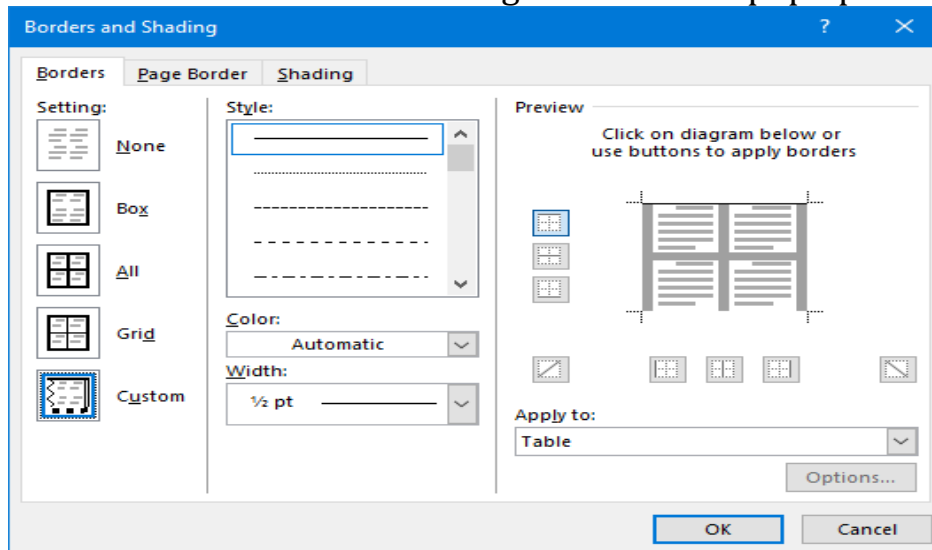 Borders and Shading ? ×
Borders Page Border Shading
Setting:
None
Box
All
Grid
Custom
Style:
Color:
Automatic
Width:
½ pt
Preview
Click on diagram below or
use buttons to apply borders
Apply to:
Table
Options...
OK Cancel